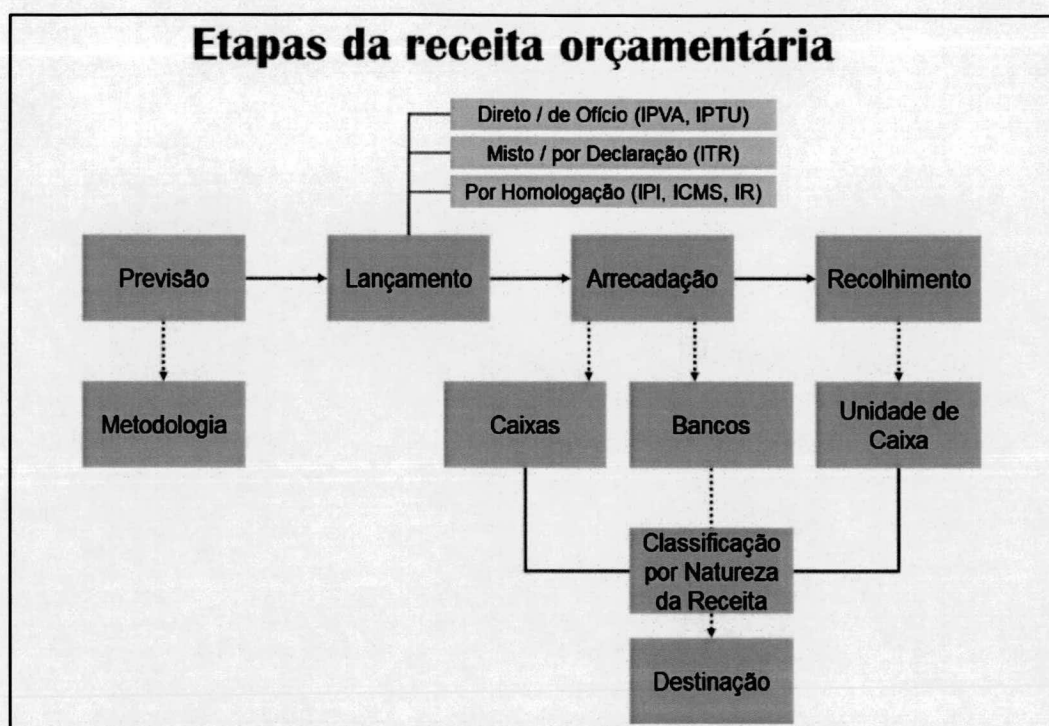 Etapas da receita orçamentária
Direto / de Ofício (IPVA, IPTU)
Misto / por Declaração (ITR)
Por Homologação (IPI, ICMS, IR)
Previsão
Lançamento
Arrecadação
Recolhimento
Metodologia
Caixas
Bancos
Unidade de
Caixa
Classificação
por Natureza
da Receita
Destinação